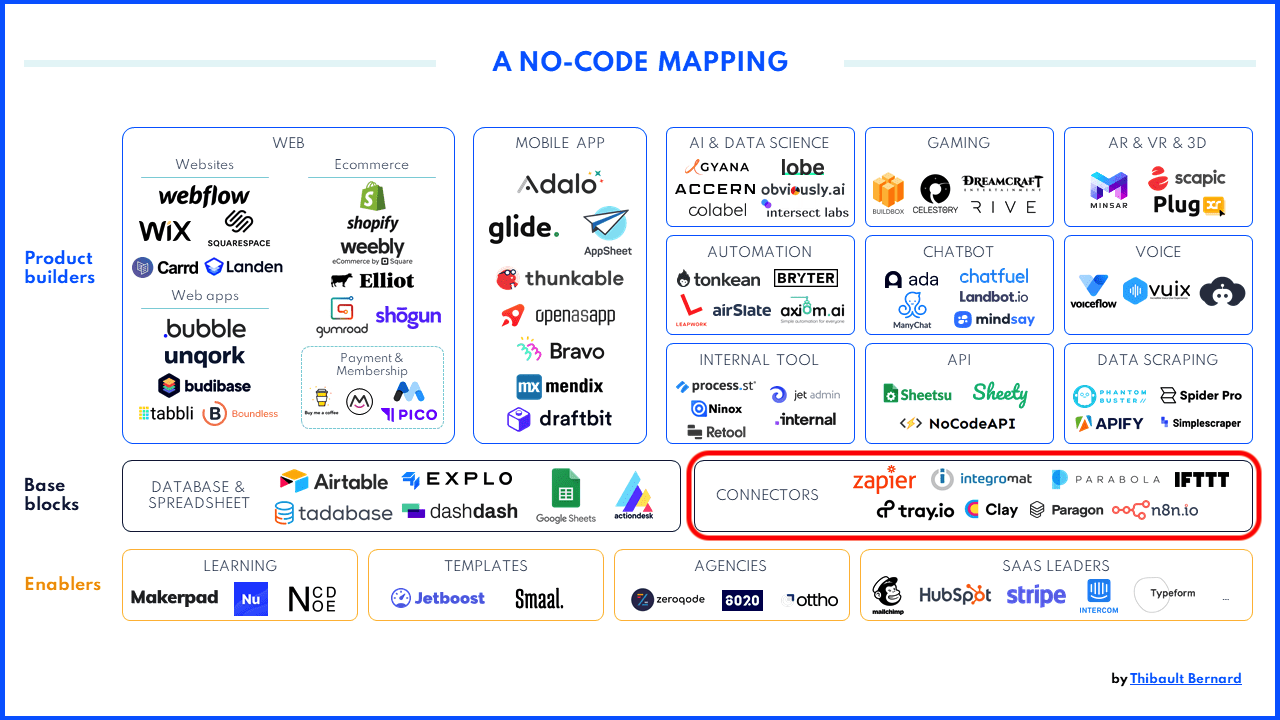 A NO-CODE MAPPING
Product
builders
WEB
Websites
webflow
WiX
SQUARESPACE
Carrd
Landen
Web apps
.bubble
unqork
budibase
tabbli
B Boundless
Ecommerce
shopify
weebly
eCommerce by Square
Elliot
gumroad
shōgun
Payment &
Membership
Buy me a coffee
M
PICO
MOBILE APP
Adalo
glide.
AppSheet
thunkable
openasapp
Bravo
mx mendix
draftbit
AI & DATA SCIENCE
GYANA
lobe
ACCERN
obviously.ai
colabel
intersect labs
GAMING
BUILDBOX
CELESTORY
DREAMCRAFT
ENTERTAINMENT
RIVE
AR & VR & 3D
MINSAR
scapic
Plug xr
AUTOMATION
tonkean
BRYTER
LEAPWORK
airSlate
axiom.ai
Simple automation for everyone
CHATBOT
ada
chatfuel
ManyChat
Landbot.io
mindsay
VOICE
voiceflow
vuix
INTERNAL TOOL
process.st
jet admin
Ninox
.internal
Retool
API
Sheetsu
Sheety
NoCodeAPI
DATA SCRAPING
PHANTOM
BUSTER//
Spider Pro
APIFY
Simplescraper
Base
blocks
DATABASE &
SPREADSHEET
Airtable
EXPLO
tadabase
dashdash
Google Sheets
actiondesk
CONNECTORS
zapier
integromat
PARABOLA
IFTTT
tray.io
Clay
Paragon
n8n.io
Enablers
LEARNING
Makerpad
Nu
NCD
OE
TEMPLATES
Jetboost
Smaal.
AGENCIES
zeroqode
8020
ottho
SAAS LEADERS
mailchimp
HubSpot
stripe
INTERCOM
Typeform
...
by Thibault Bernard